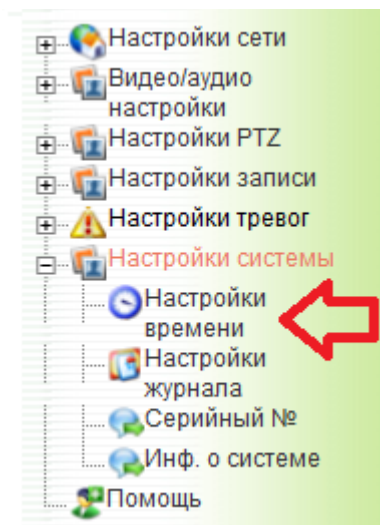 Настройки сети
Видео/аудио
настройки
Настройки PTZ
Настройки записи
Настройки тревог
Настройки системы
Настройки
времени
Настройки
журнала
Серийный №
Инф. о системе
Помощь